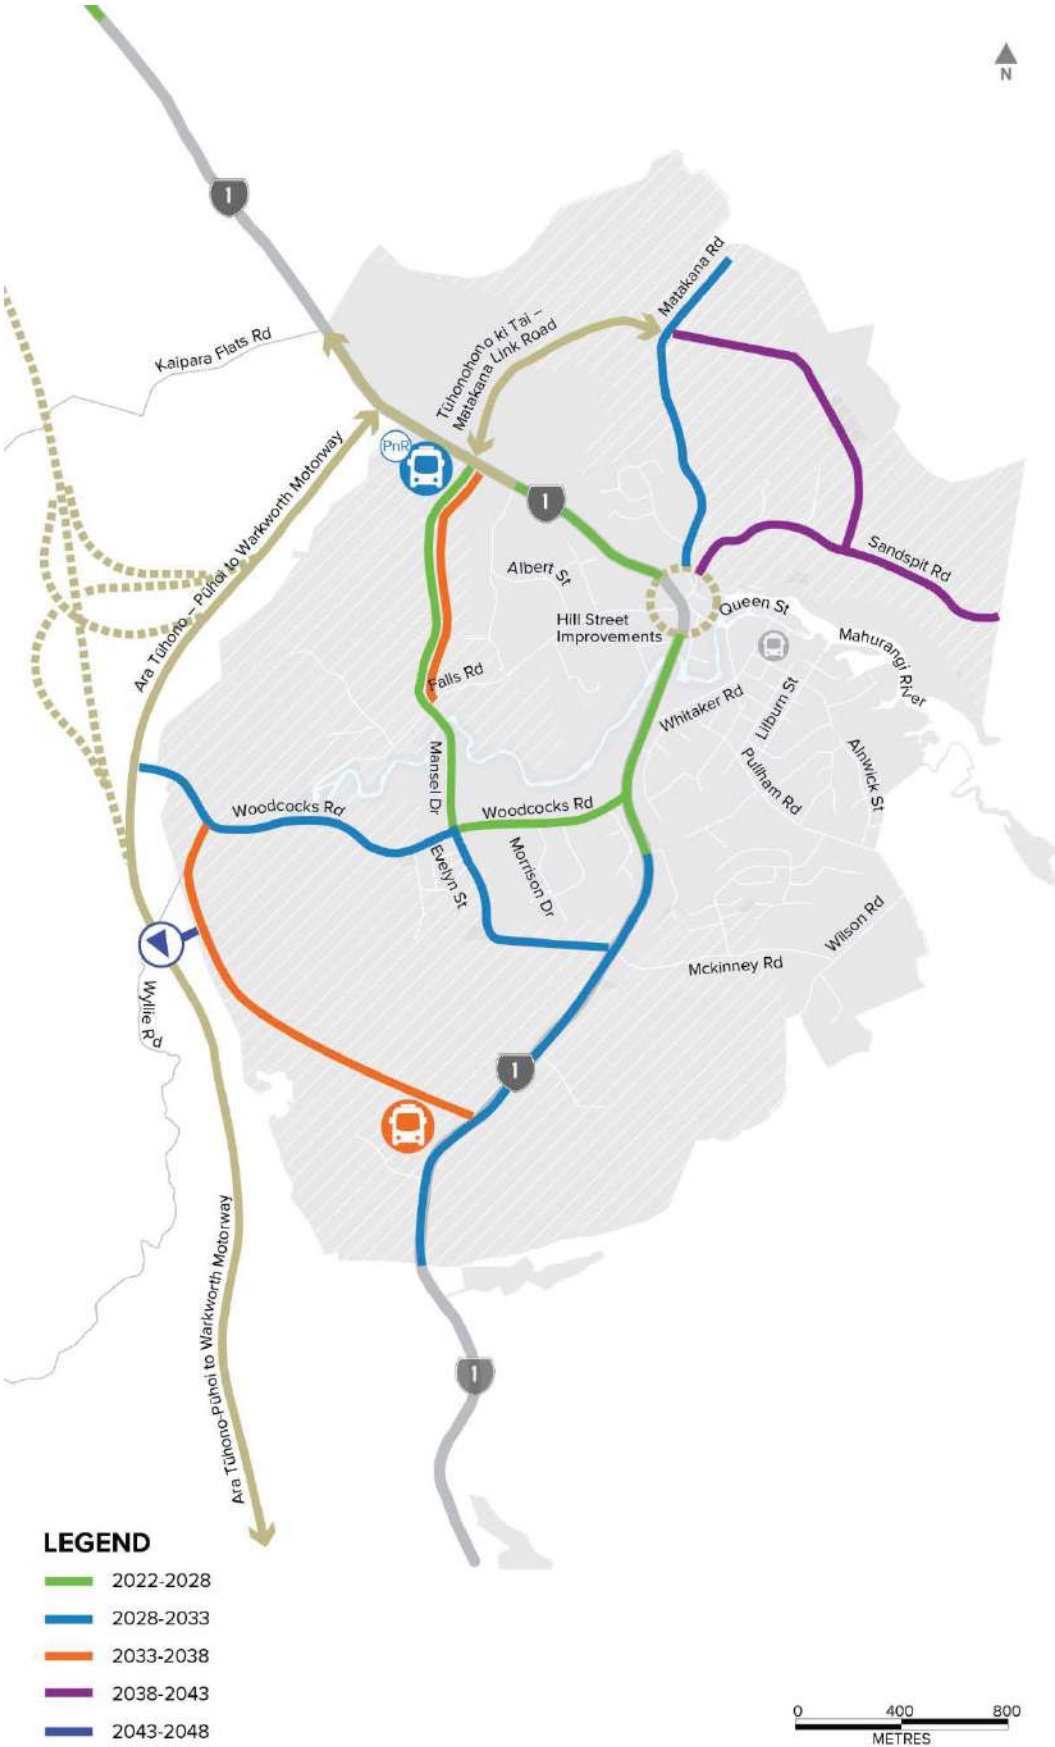 N
1
Kaipara Flats Rd
Tūhonohono ki Tai –
Matakana Link Road
Matakana Rd
PnR
Ara Tūhono – Pūhoi to Warkworth Motorway
1
Albert St
Sandspit Rd
Hill Street
Improvements
Queen St
Mahurangi River
Falls Rd
Whitaker Rd
Lilburn St
Pullham Rd
Alnwick St
Mansel Dr
Woodcocks Rd
Woodcocks Rd
Evelyn St
Morrison Dr
Wilson Rd
Mckinney Rd
Wyllie Rd
1
Ara Tūhono-Pūhoi to Warkworth Motorway
1
LEGEND
2022-2028
2028-2033
2033-2038
2038-2043
2043-2048
0 400 800
METRES